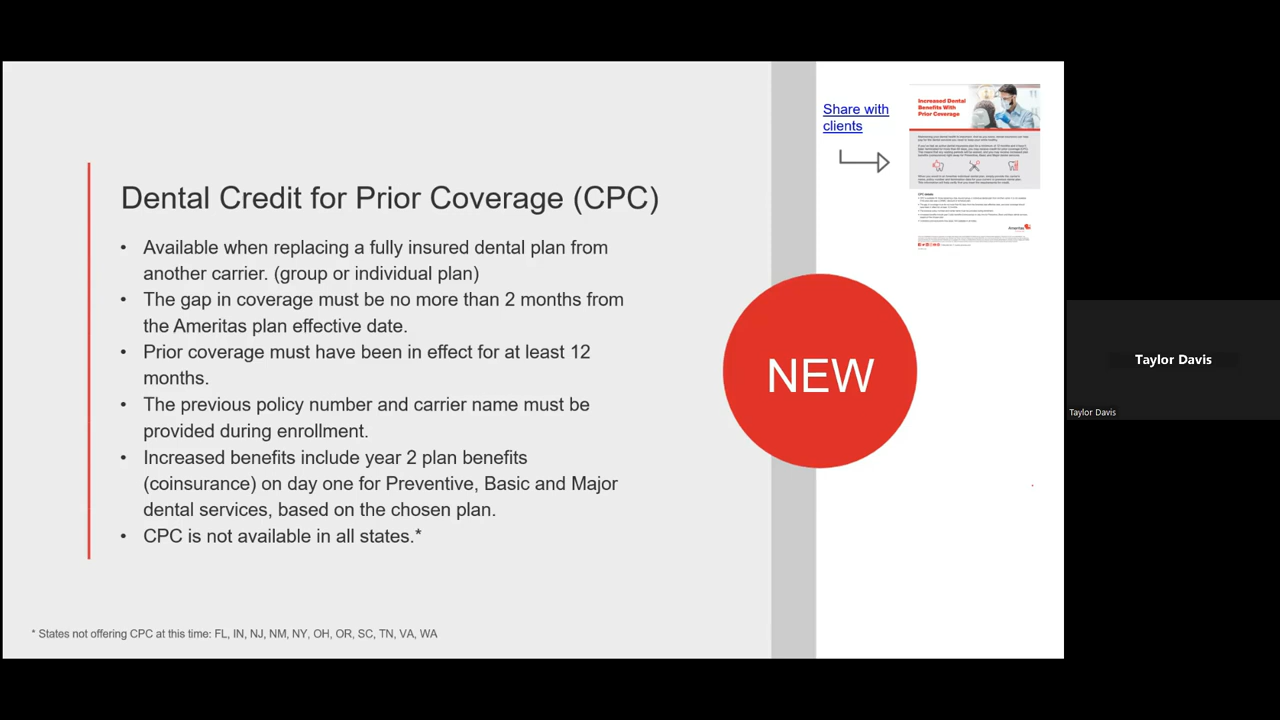 Dental Credit for Prior Coverage (CPC)
• Available when replacing a fully insured dental plan from
another carrier. (group or individual plan)
• The gap in coverage must be no more than 2 months from
the Ameritas plan effective date.
• Prior coverage must have been in effect for at least 12
months.
• The previous policy number and carrier name must be
provided during enrollment.
• Increased benefits include year 2 plan benefits
(coinsurance) on day one for Preventive, Basic and Major
dental services, based on the chosen plan.
• CPC is not available in all states.*
* States not offering CPC at this time: FL, IN, NJ, NM, NY, OH, OR, SC, TN, VA, WA
Share with
clients
Increased Dental
Benefits With
Prior Coverage
Ameritas
NEW
Taylor Davis
Taylor Davis